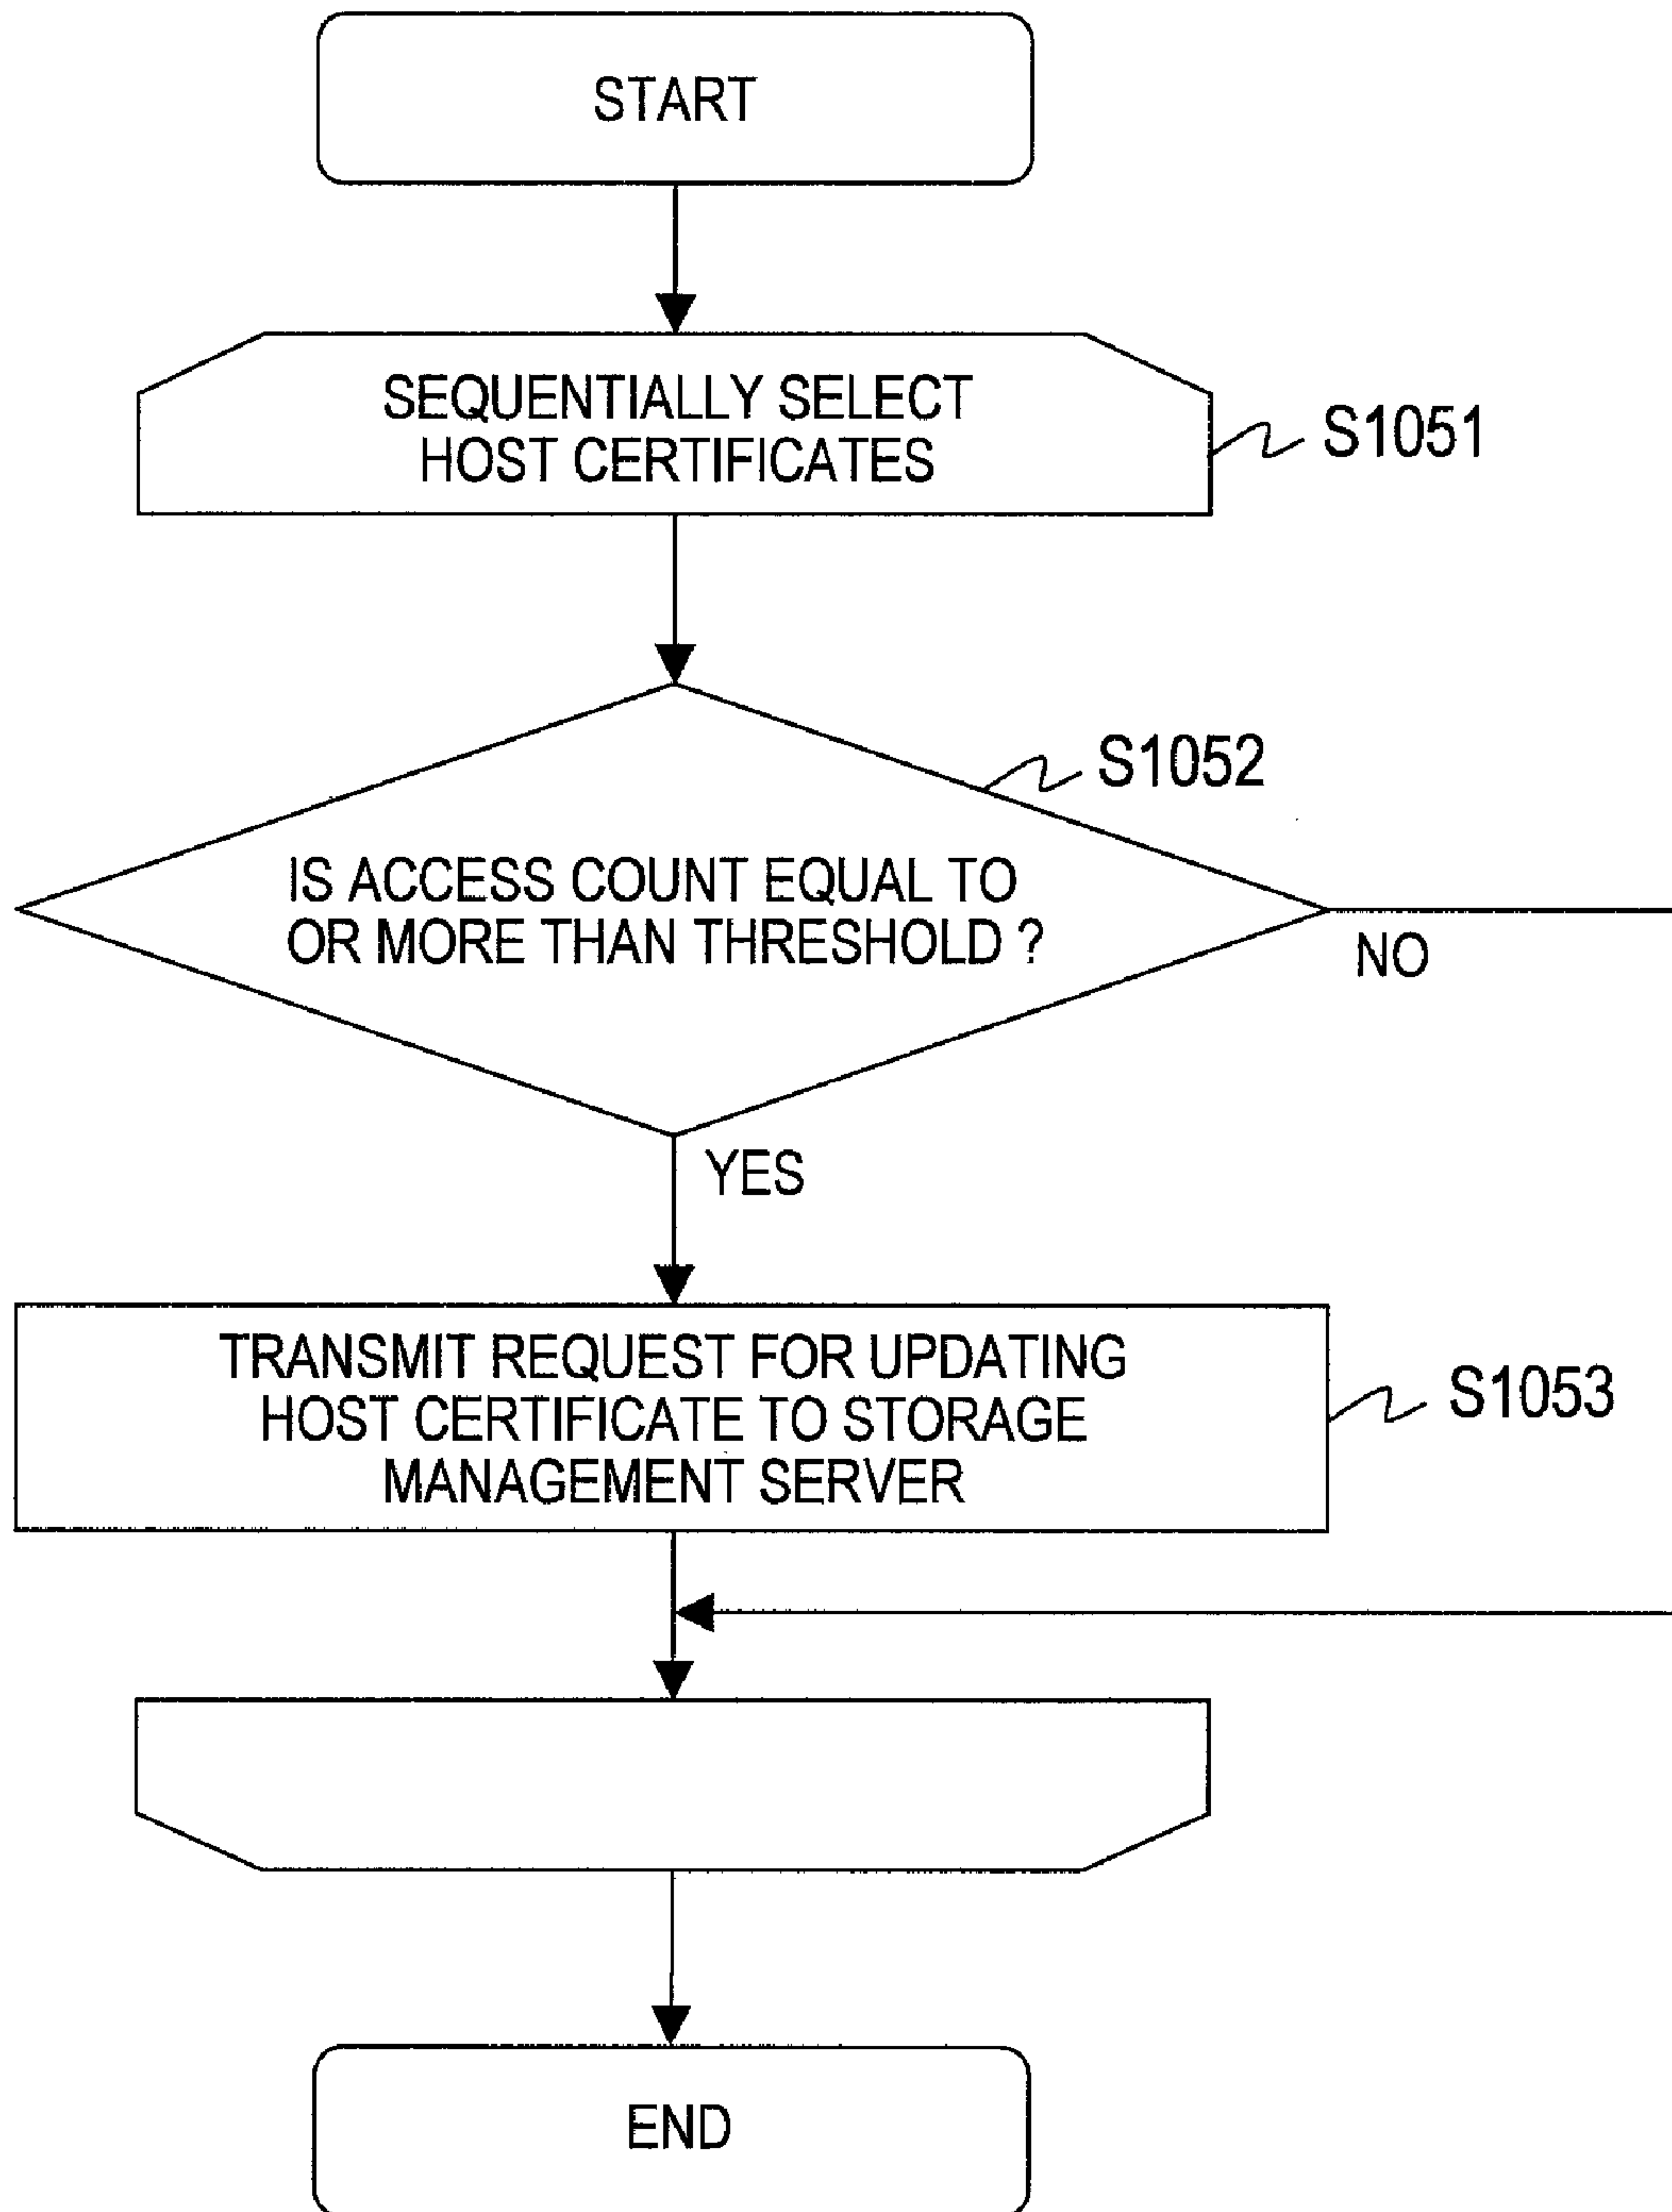 START
SEQUENTIALLY SELECT
HOST CERTIFICATES
S1051
S1052
IS ACCESS COUNT EQUAL TO
OR MORE THAN THRESHOLD ?
NO
YES
TRANSMIT REQUEST FOR UPDATING
HOST CERTIFICATE TO STORAGE
MANAGEMENT SERVER
S1053
END